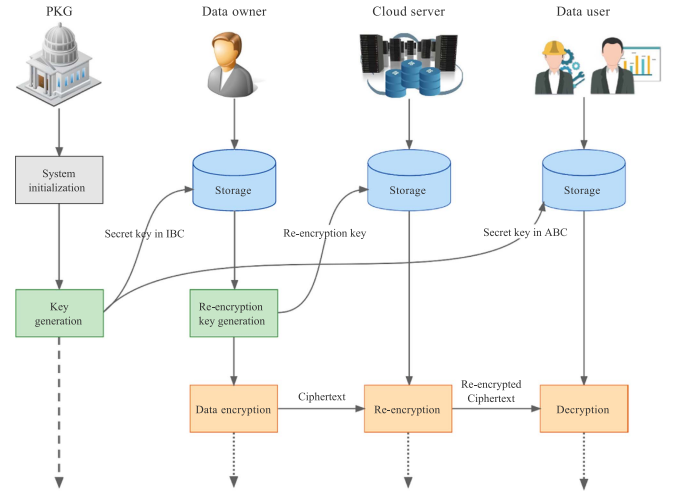 PKG
Data owner
Cloud server
Data user
System
initialization
Storage
Storage
Storage
Secret key in IBC
Re-encryption key
Secret key in ABC
Key
generation
Re-encryption
key generation
Data encryption
Ciphertext
Re-encryption
Re-encrypted
Ciphertext
Decryption